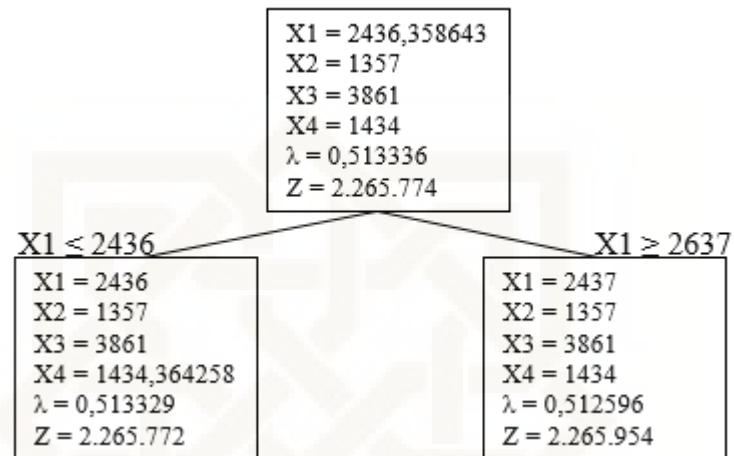 X1 = 2436,358643
X2 = 1357
X3 = 3861
X4 = 1434
λ = 0,513336
Z = 2.265.774
X1 ≤ 2436
X1 = 2436
X2 = 1357
X3 = 3861
X4 = 1434,364258
λ = 0,513329
Z = 2.265.772
X1 ≥ 2637
X1 = 2437
X2 = 1357
X3 = 3861
X4 = 1434
λ = 0,512596
Z = 2.265.954